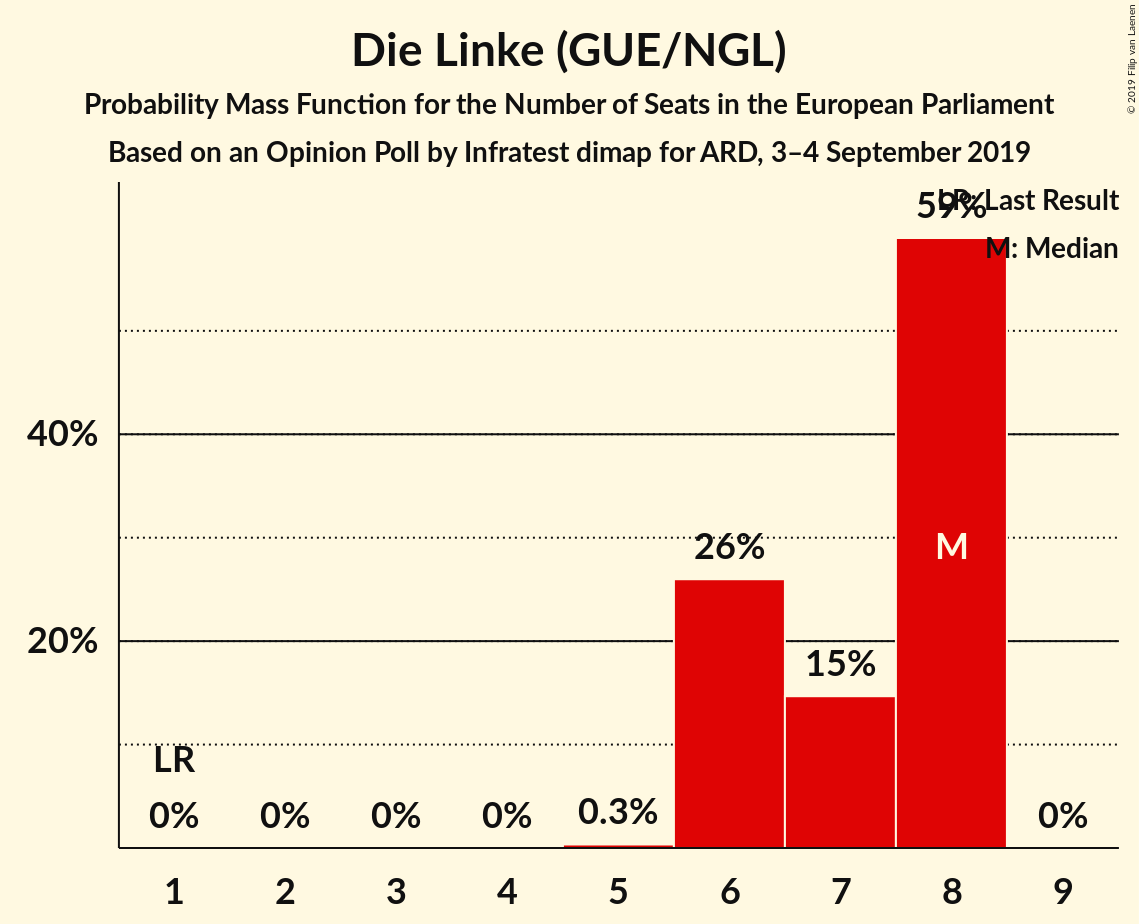 Die Linke (GUE/NGL)
Probability Mass Function for the Number of Seats in the European Parliament
Based on an Opinion Poll by Infratest dimap for ARD, 3–4 September 2019
© 2019 Filip van Laenen
LR: Last Result
M: Median
59%
40%
M
26%
20%
15%
LR
0%
0%
0%
0%
0.3%
0%
1 2 3 4 5 6 7 8 9